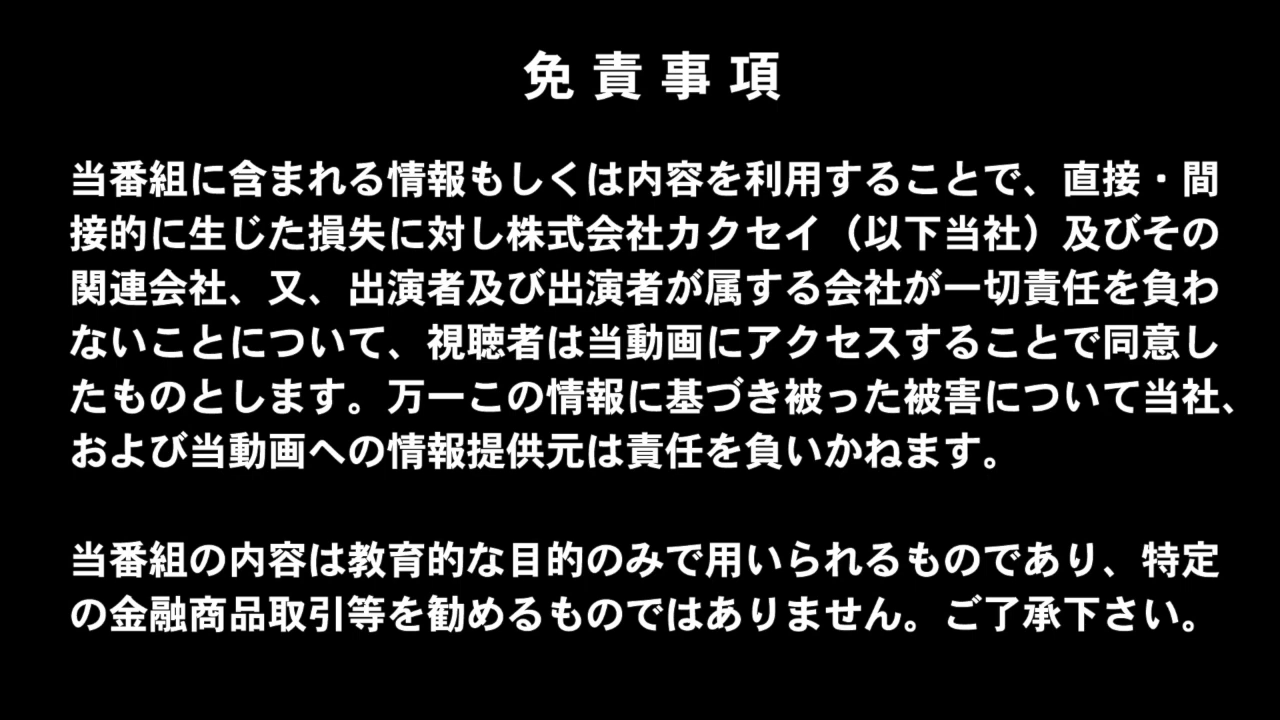 免責事項
当番組に含まれる情報もしくは内容を利用することで、直接・間
接的に生じた損失に対し株式会社カクセイ（以下当社）及びその
関連会社、又、出演者及び出演者が属する会社が一切責任を負わ
ないことについて、視聴者は当動画にアクセスすることで同意し
たものとします。万一この情報に基づき被った被害について当社、
および当動画への情報提供元は責任を負いかねます。
当番組の内容は教育的な目的のみで用いられるものであり、特定
の金融商品取引等を勧めるものではありません。ご了承下さい。